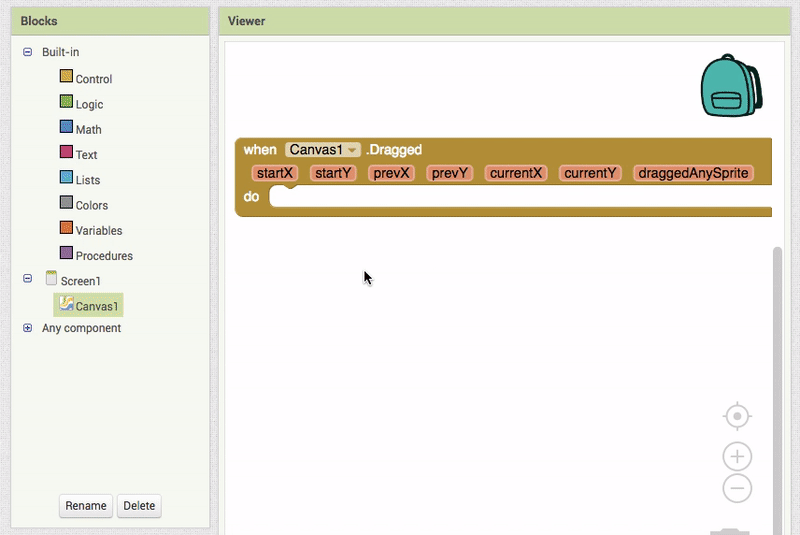 Blocks
Built-in
Control
Logic
Math
Text
Lists
Colors
Variables
Procedures
Screen1
Canvas1
Any component
Rename Delete
Viewer
when Canvas1 .Dragged
startX startY prevX prevY currentX currentY draggedAnySprite
do